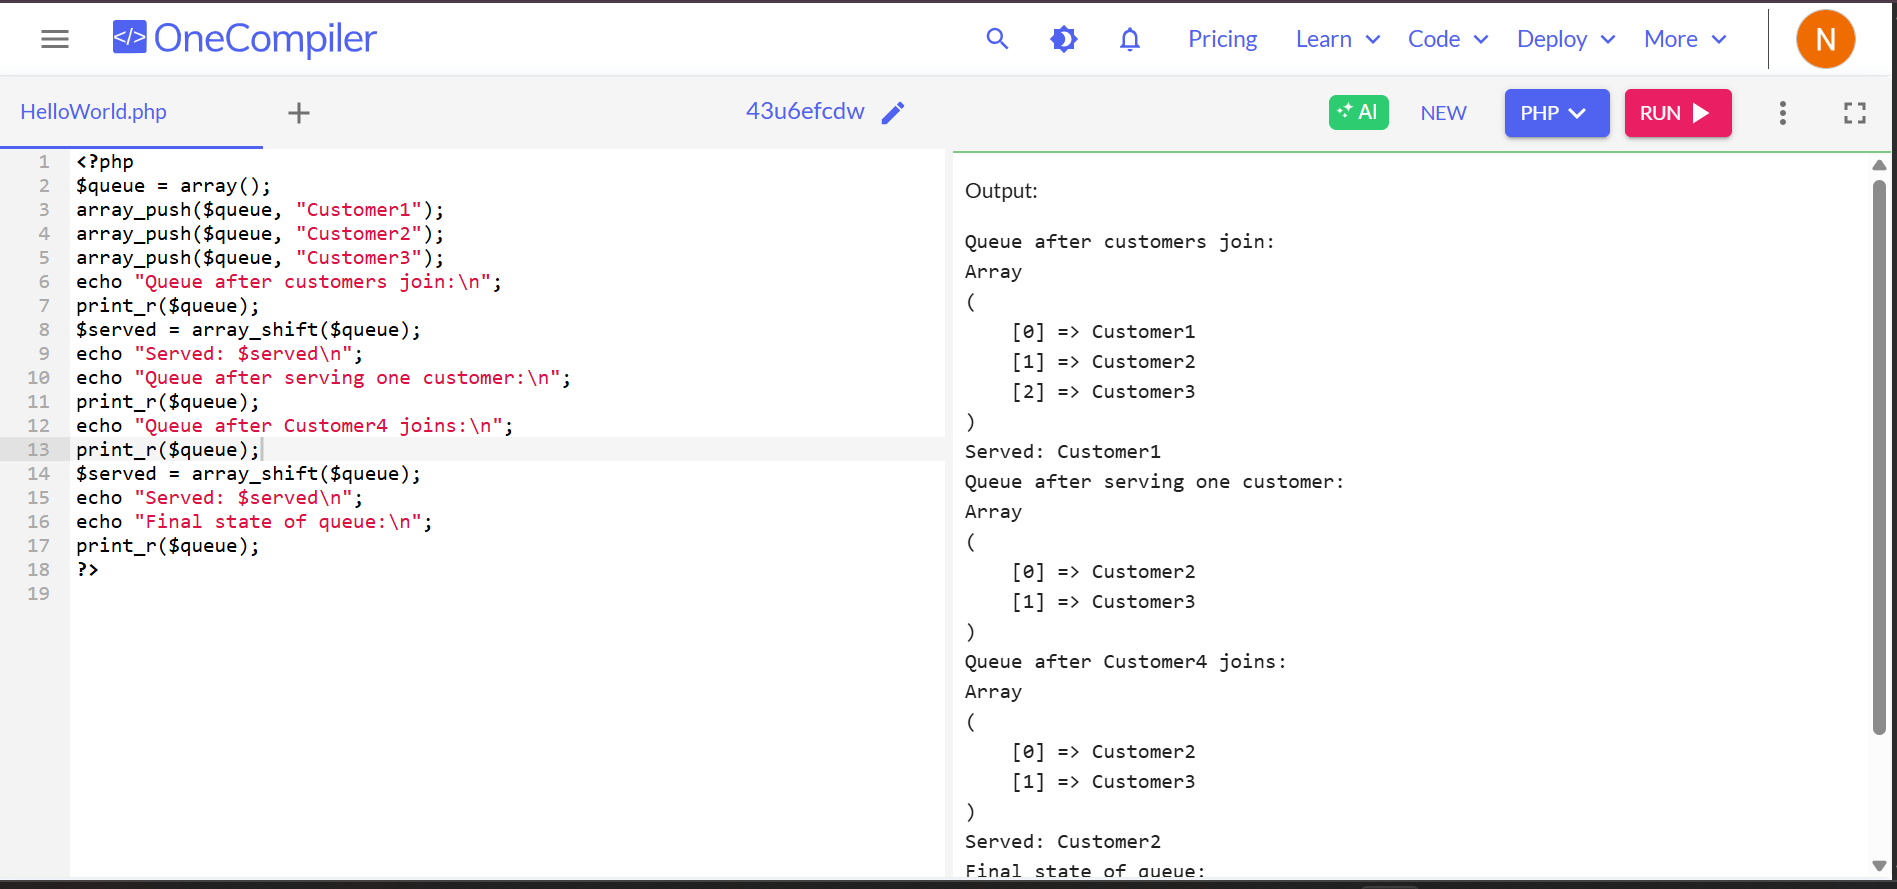 </> OneCompiler
Pricing Learn Code Deploy More N
HelloWorld.php + 43u6efcdw AI NEW PHP RUN
1 <?php
2 $queue = array();
3 array_push($queue, "Customer1");
4 array_push($queue, "Customer2");
5 array_push($queue, "Customer3");
6 echo "Queue after customers join:\n";
7 print_r($queue);
8 $served = array_shift($queue);
9 echo "Served: $served\n";
10 echo "Queue after serving one customer:\n";
11 print_r($queue);
12 echo "Queue after Customer4 joins:\n";
13 print_r($queue);
14 $served = array_shift($queue);
15 echo "Served: $served\n";
16 echo "Final state of queue:\n";
17 print_r($queue);
18 ?>
19
Output:
Queue after customers join:
Array
(
    [0] => Customer1
    [1] => Customer2
    [2] => Customer3
)
Served: Customer1
Queue after serving one customer:
Array
(
    [0] => Customer2
    [1] => Customer3
)
Queue after Customer4 joins:
Array
(
    [0] => Customer2
    [1] => Customer3
)
Served: Customer2
Final state of queue: